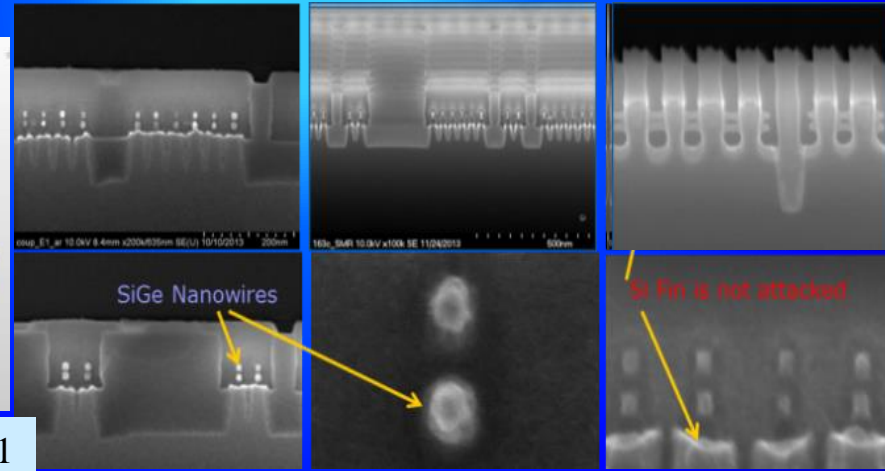 coup_E1_ar 10.0kV 8.4mm x200k/635nm SE(U) 10/10/2013 200nm
163c_SMR 10.0kV x100k SE 11/24/2013 500nm
SiGe Nanowires
Si Fin is not attacked
1